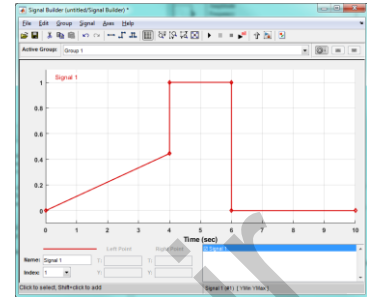 Signal Builder (untitled/Signal Builder) *
File Edit Group Signal Axes Help
Active Group: Group 1
Signal 1
1
0.8
0.6
0.4
0.2
0
0 1 2 3 4 5 6 7 8 9 10
Time (sec)
Left Point Right Point
Name: Signal 1 T: T:
Index: 1 Y: Y:
Click to select, Shift+click to add
Signal 1 (#1) [ YMin YMax ]